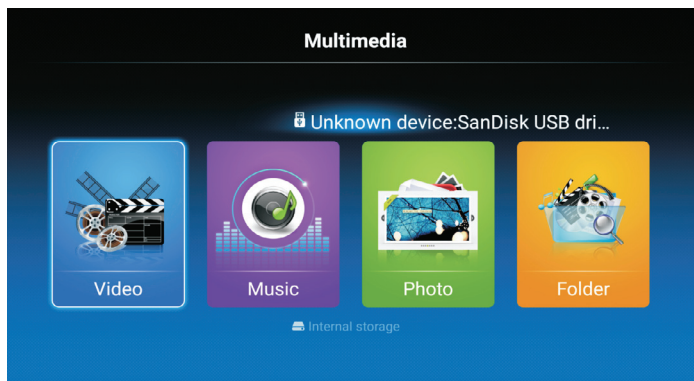 Multimedia
Unknown device:SanDisk USB dri...
Video
Music
Photo
Folder
Internal storage